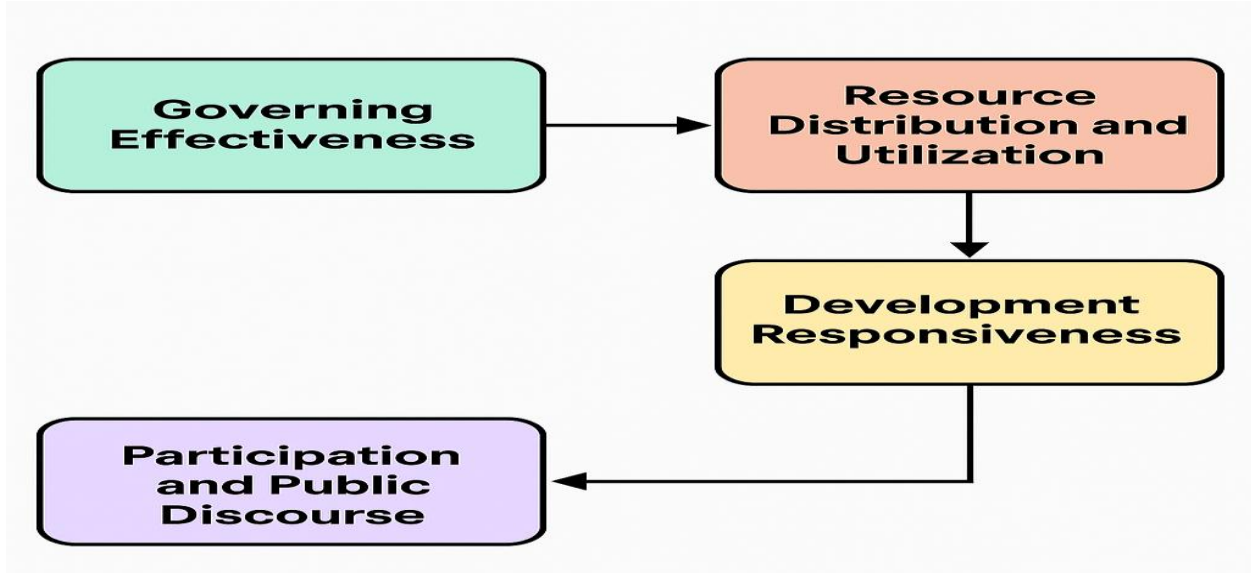 Governing
Effectiveness
Resource
Distribution and
Utilization
Development
Responsiveness
Participation
and Public
Discourse